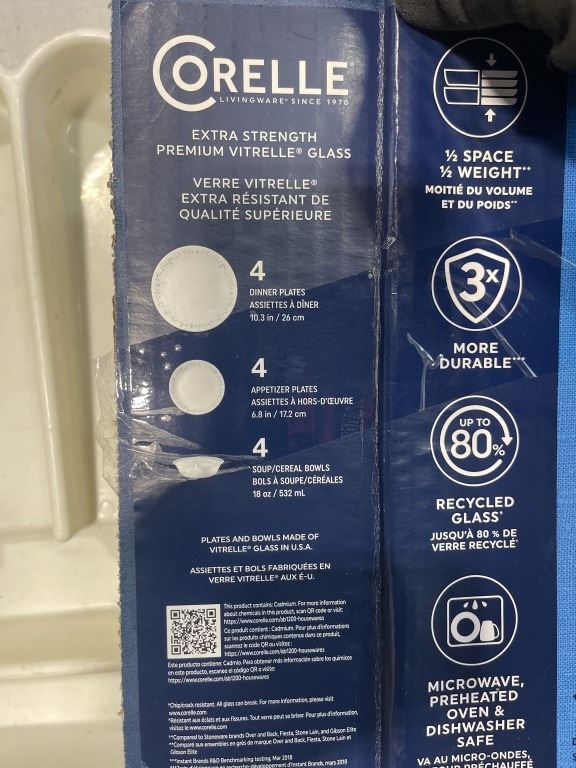 CORELLE®
LIVINGWARE® SINCE 1970
EXTRA STRENGTH
PREMIUM VITRELLE® GLASS
VERRE VITRELLE®
EXTRA RÉSISTANT DE
QUALITÉ SUPÉRIEURE
4
DINNER PLATES
ASSIETTES À DÎNER
10.3 in / 26 cm
4
APPETIZER PLATES
ASSIETTES À HORS-D'ŒUVRE
6.8 in / 17.2 cm
4
SOUP/CEREAL BOWLS
BOLS À SOUPE/CÉRÉALES
18 oz / 532 mL
PLATES AND BOWLS MADE OF
VITRELLE® GLASS IN U.S.A.
ASSIETTES ET BOLS FABRIQUÉES EN
VERRE VITRELLE® AUX É-U.
This product contains: Cadmium. For more information
about chemicals in this product, scan QR code or visit:
https://www.corelle.com/ab1200-housewares
Ce produit contient : Cadmium. Pour plus d'informations
sur les produits chimiques contenus dans ce produit,
scannez le code QR ou visitez :
https://www.corelle.com/ab1200-housewares
Este producto contiene: Cadmio. Para obtener más información sobre los químicos
en este producto, escanee el código QR o visite:
https://www.corelle.com/ab1200-housewares
*Chip/crack resistant. All glass can break. For more information, please visit
www.corelle.com
*Résistant aux éclats et aux fissures. Tout verre peut se briser. Pour plus d'information,
visitez le www.corelle.com
**Compared to Stoneware brands Over and Back, Fiesta, Stone Lain, and Gibson Elite
**Comparé aux ensembles en grés de marque Over and Back, Fiesta, Stone Lain et
Gibson Elite
***Instant Brands R&D Benchmarking testing, Mar 2018
½ SPACE
½ WEIGHT**
MOITIÉ DU VOLUME
ET DU POIDS**
3x
MORE
DURABLE***
UP TO
80%
RECYCLED
GLASS+
JUSQU'À 80 % DE
VERRE RECYCLÉ+
MICROWAVE,
PREHEATED
OVEN &
DISHWASHER
SAFE
VA AU MICRO-ONDES,
FOUR PRÉCHAUFFÉ